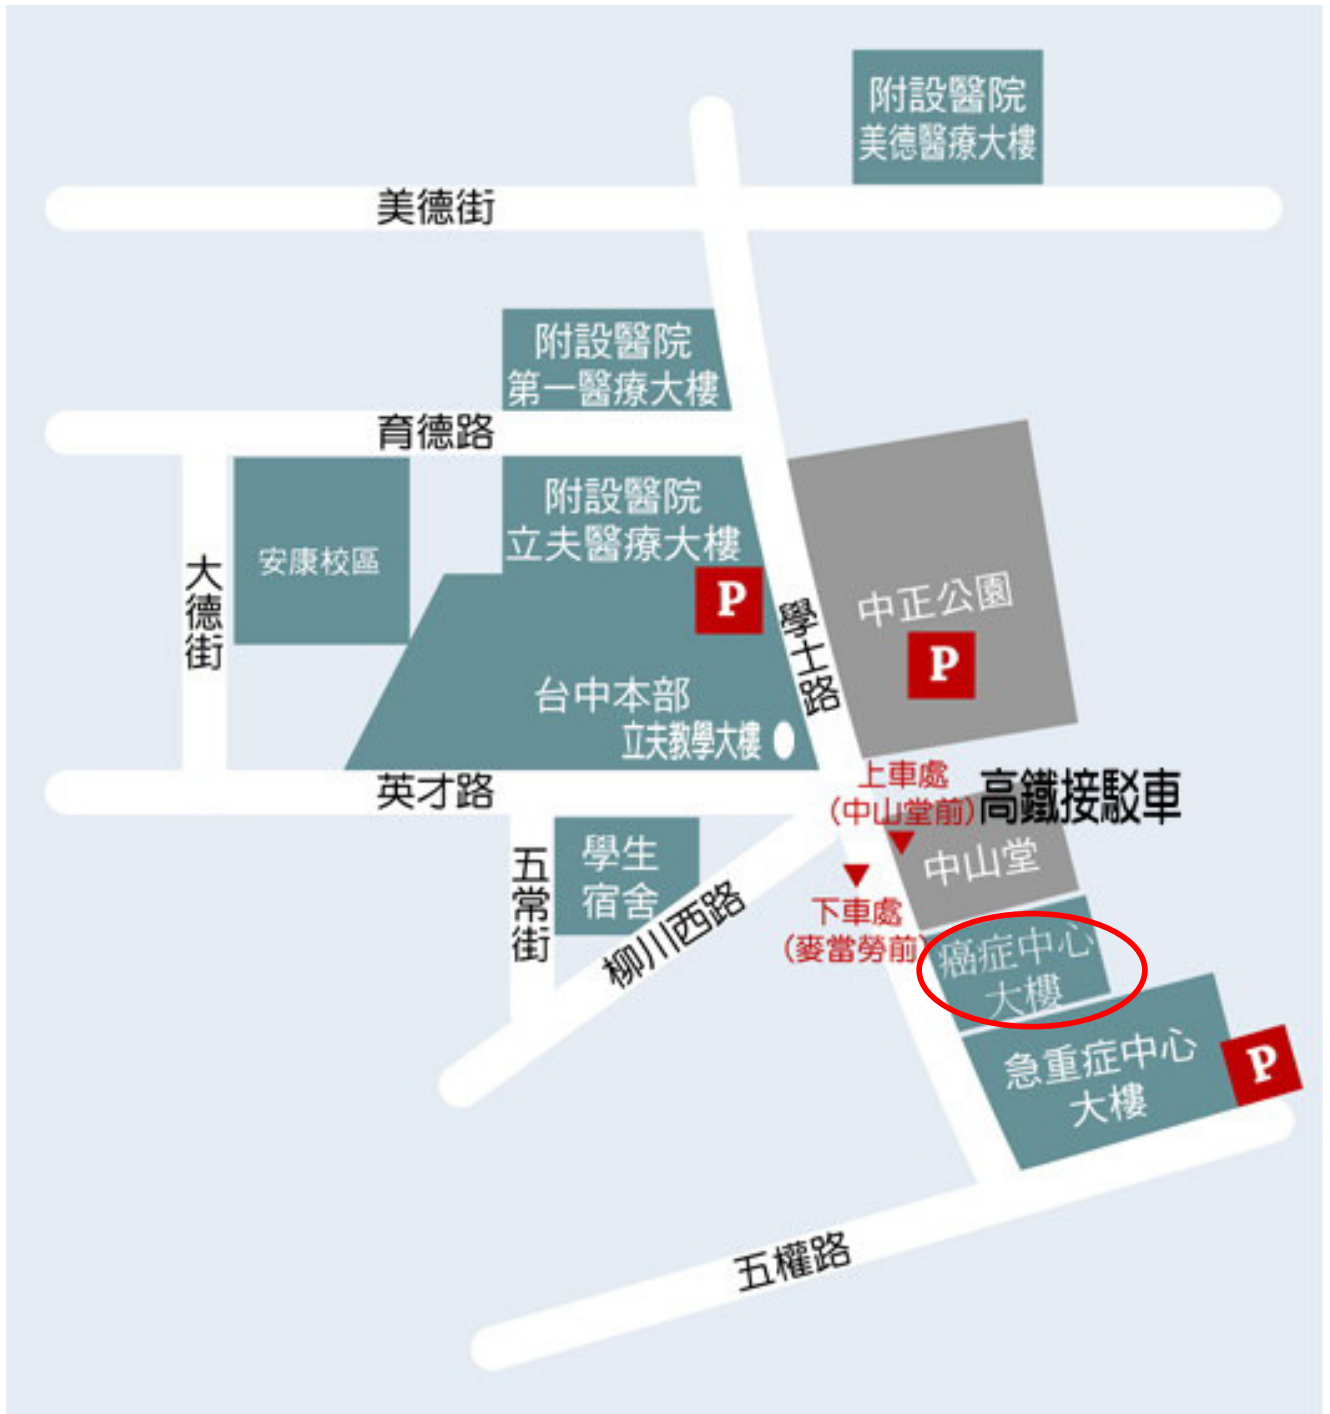 附設醫院
美德醫療大樓
美德街
附設醫院
第一醫療大樓
育德路
附設醫院
立夫醫療大樓
P
安康校區
大德街
學士路
中正公園
P
台中本部
立夫教學大樓
英才路
上車處
(中山堂前)
高鐵接駁車
中山堂
五常街
學生
宿舍
柳川西路
下車處
(麥當勞前)
癌症中心
大樓
急重症中心
大樓
P
五權路